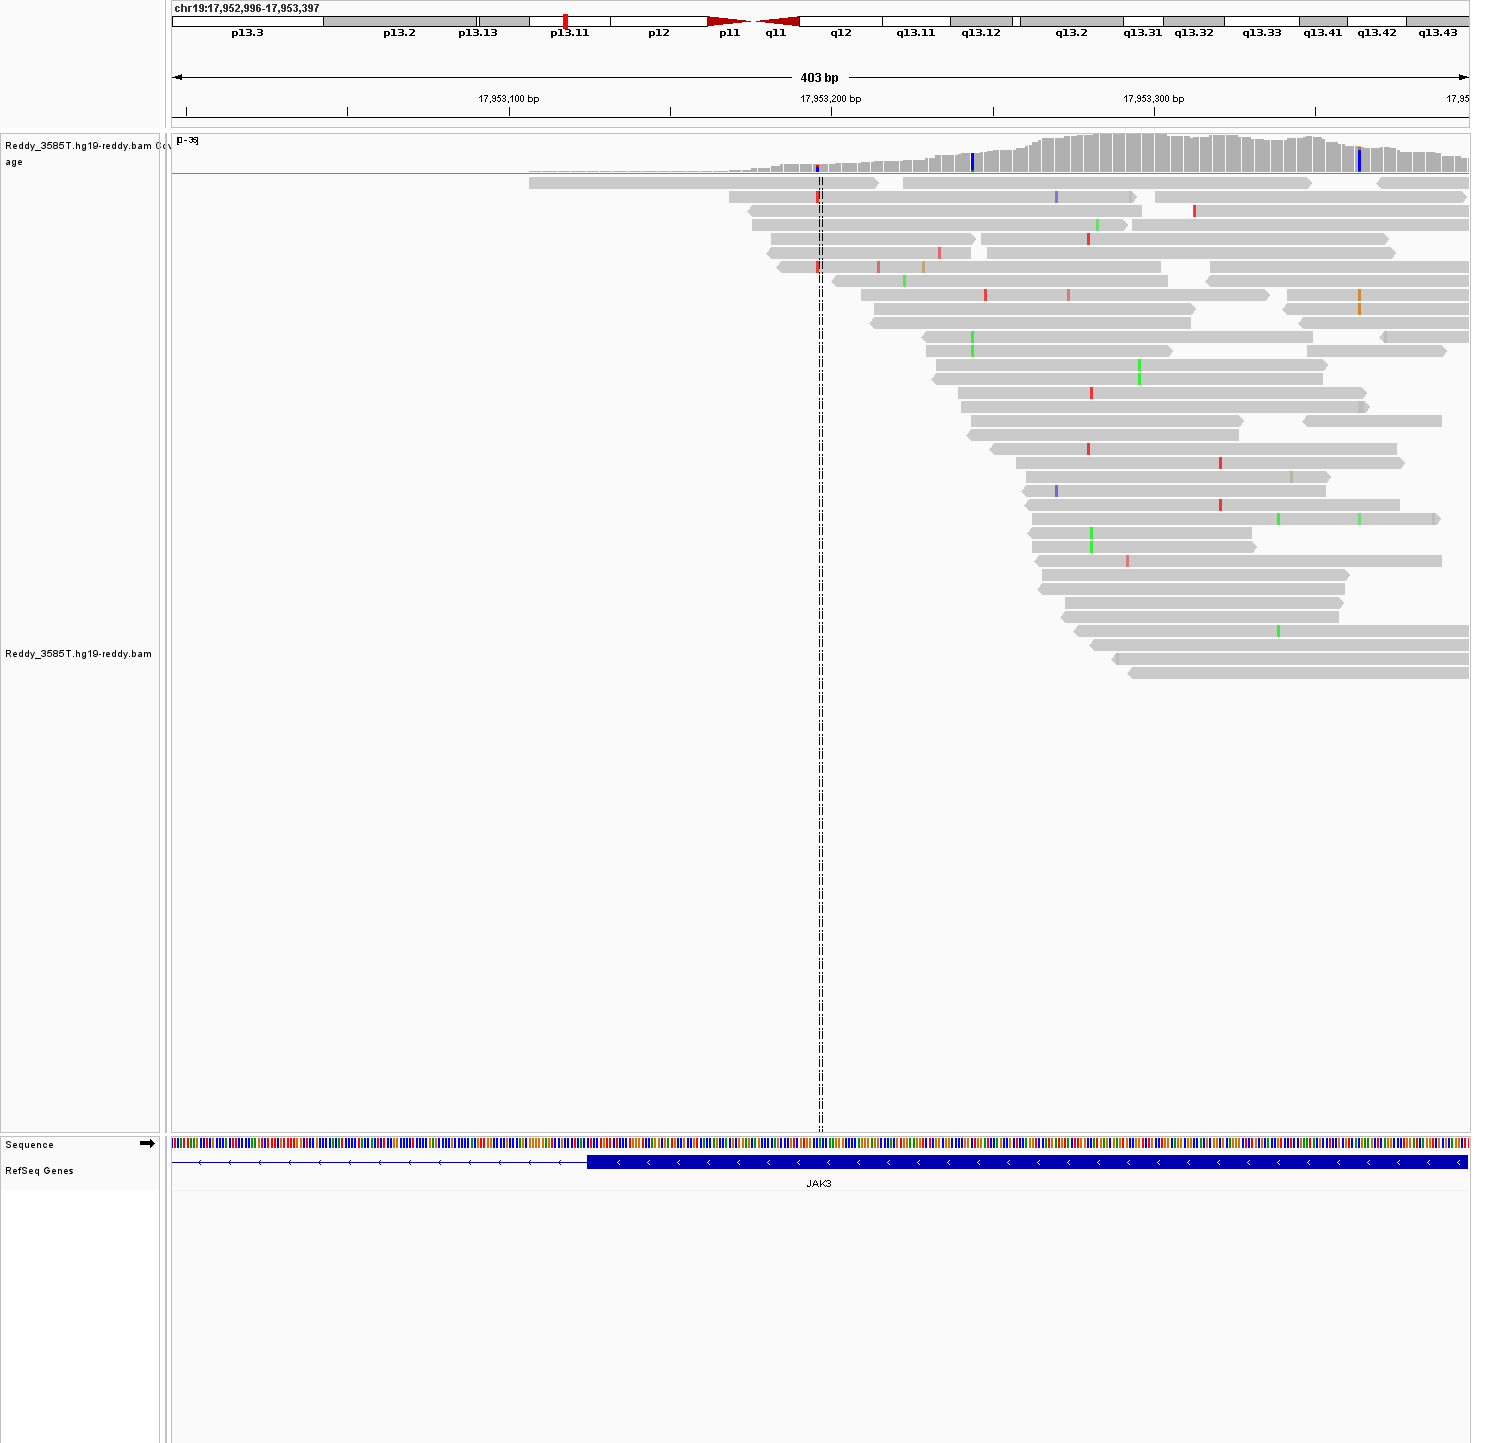 chr19:17,952,996-17,953,397
p13.3 p13.2 p13.13 p13.11 p12 p11 q11 q12 q13.11 q13.12 q13.2 q13.31 q13.32 q13.33 q13.41 q13.42 q13.43
403 bp
17,953,100 bp 17,953,200 bp 17,953,300 bp 17,95
[0-36]
Reddy_3585T.hg19-reddy.bam Cov
age
Reddy_3585T.hg19-reddy.bam
Sequence
RefSeq Genes
JAK3